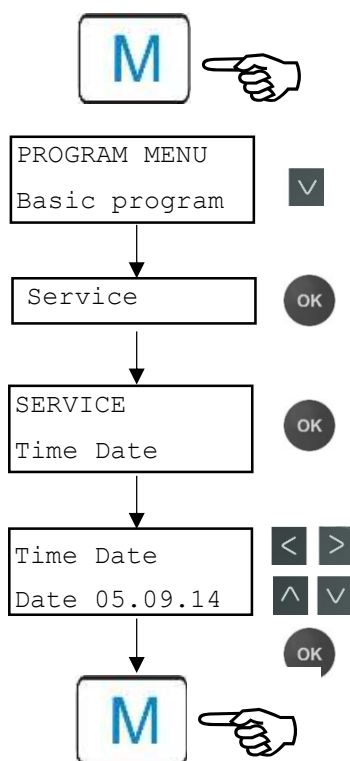 M
PROGRAM MENU
Basic program
Service
OK
SERVICE
Time Date
OK
Time Date
Date 05.09.14
OK
M